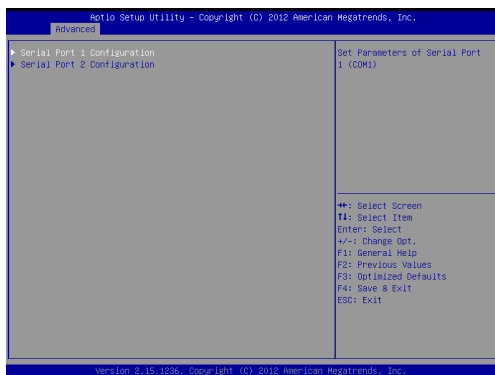 Aptio Setup Utility – Copyright (C) 2012 American Megatrends, Inc.
Advanced
Serial Port 1 Configuration
Serial Port 2 Configuration
Set Parameters of Serial Port
1 (COM1)
→←: Select Screen
↑↓: Select Item
Enter: Select
+/-: Change Opt.
F1: General Help
F2: Previous Values
F3: Optimized Defaults
F4: Save & Exit
ESC: Exit
Version 2.15.1236. Copyright (C) 2012 American Megatrends, Inc.